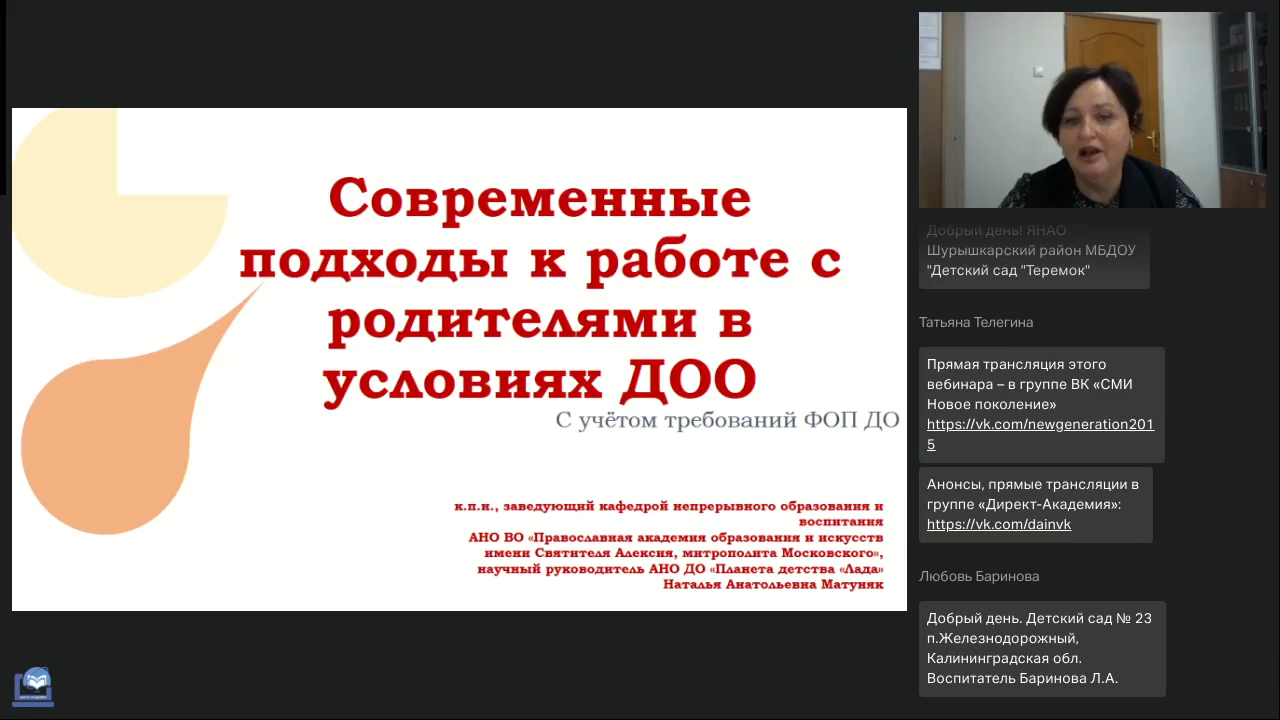 Современные
подходы к работе с
родителями в
условиях ДОО
С учётом требований ФОП ДО
к.п.н., заведующий кафедрой непрерывного образования и
воспитания
АНО ВО «Православная академия образования и искусств
имени Святителя Алексия, митрополита Московского»,
научный руководитель АНО ДО «Планета детства «Лада»
Наталья Анатольевна Матуняк
Добрый день! ЯНАО
Шурышкарский район МБДОУ
"Детский сад "Теремок"
Татьяна Телегина
Прямая трансляция этого
вебинара – в группе ВК «СМИ
Новое поколение»
https://vk.com/newgeneration201
5
Анонсы, прямые трансляции в
группе «Директ-Академия»:
https://vk.com/dainvk
Любовь Баринова
Добрый день. Детский сад № 23
п.Железнодорожный,
Калининградская обл.
Воспитатель Баринова Л.А.